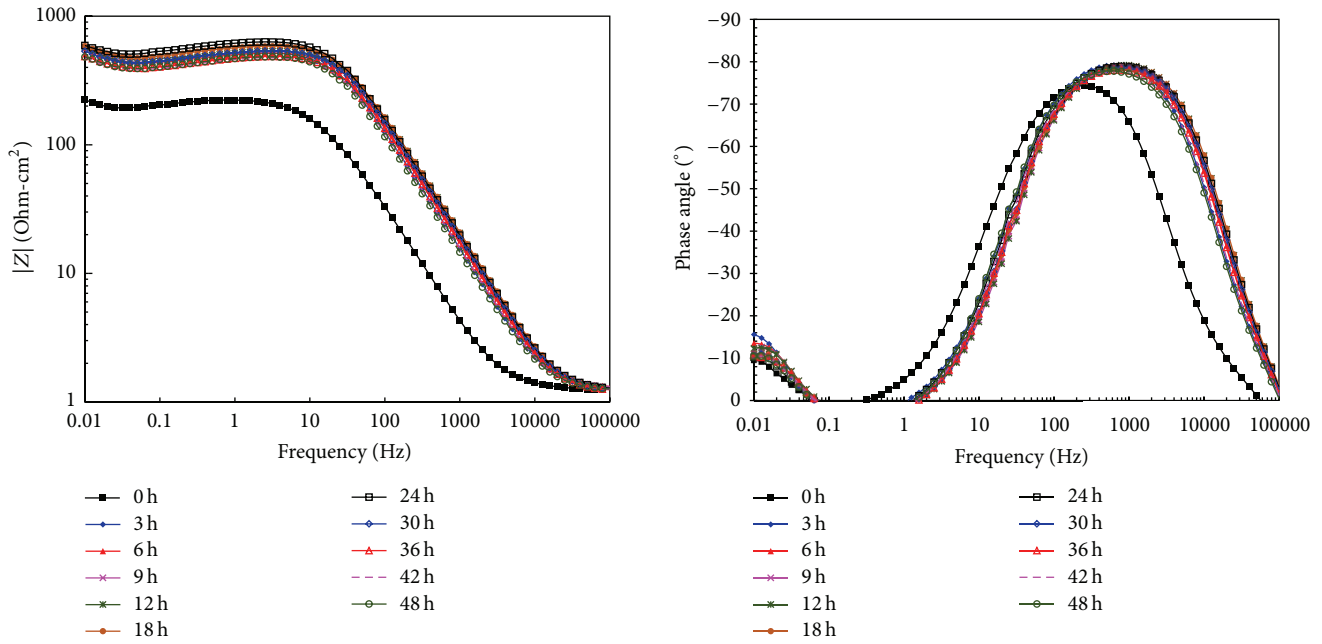 1000
100
10
1
|Z| (Ohm-cm²)
0.01 0.1 1 10 100 1000 10000 100000
Frequency (Hz)
0 h
3 h
6 h
9 h
12 h
18 h
24 h
30 h
36 h
42 h
48 h
−90
−80
−70
−60
−50
−40
−30
−20
−10
0
Phase angle (°)
0.01 0.1 1 10 100 1000 10000 100000
Frequency (Hz)
0 h
3 h
6 h
9 h
12 h
18 h
24 h
30 h
36 h
42 h
48 h